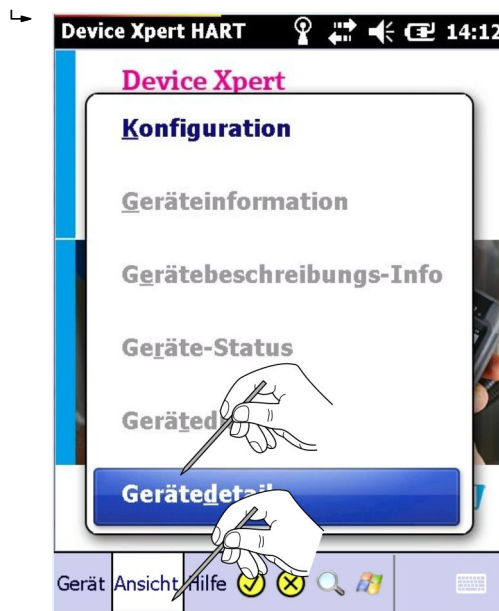 Device Xpert HART 14:12
Device Xpert
Konfiguration
Geräteinformation
Gerätebeschreibungs-Info
Geräte-Status
Gerätedetail
Gerät Ansicht Hilfe